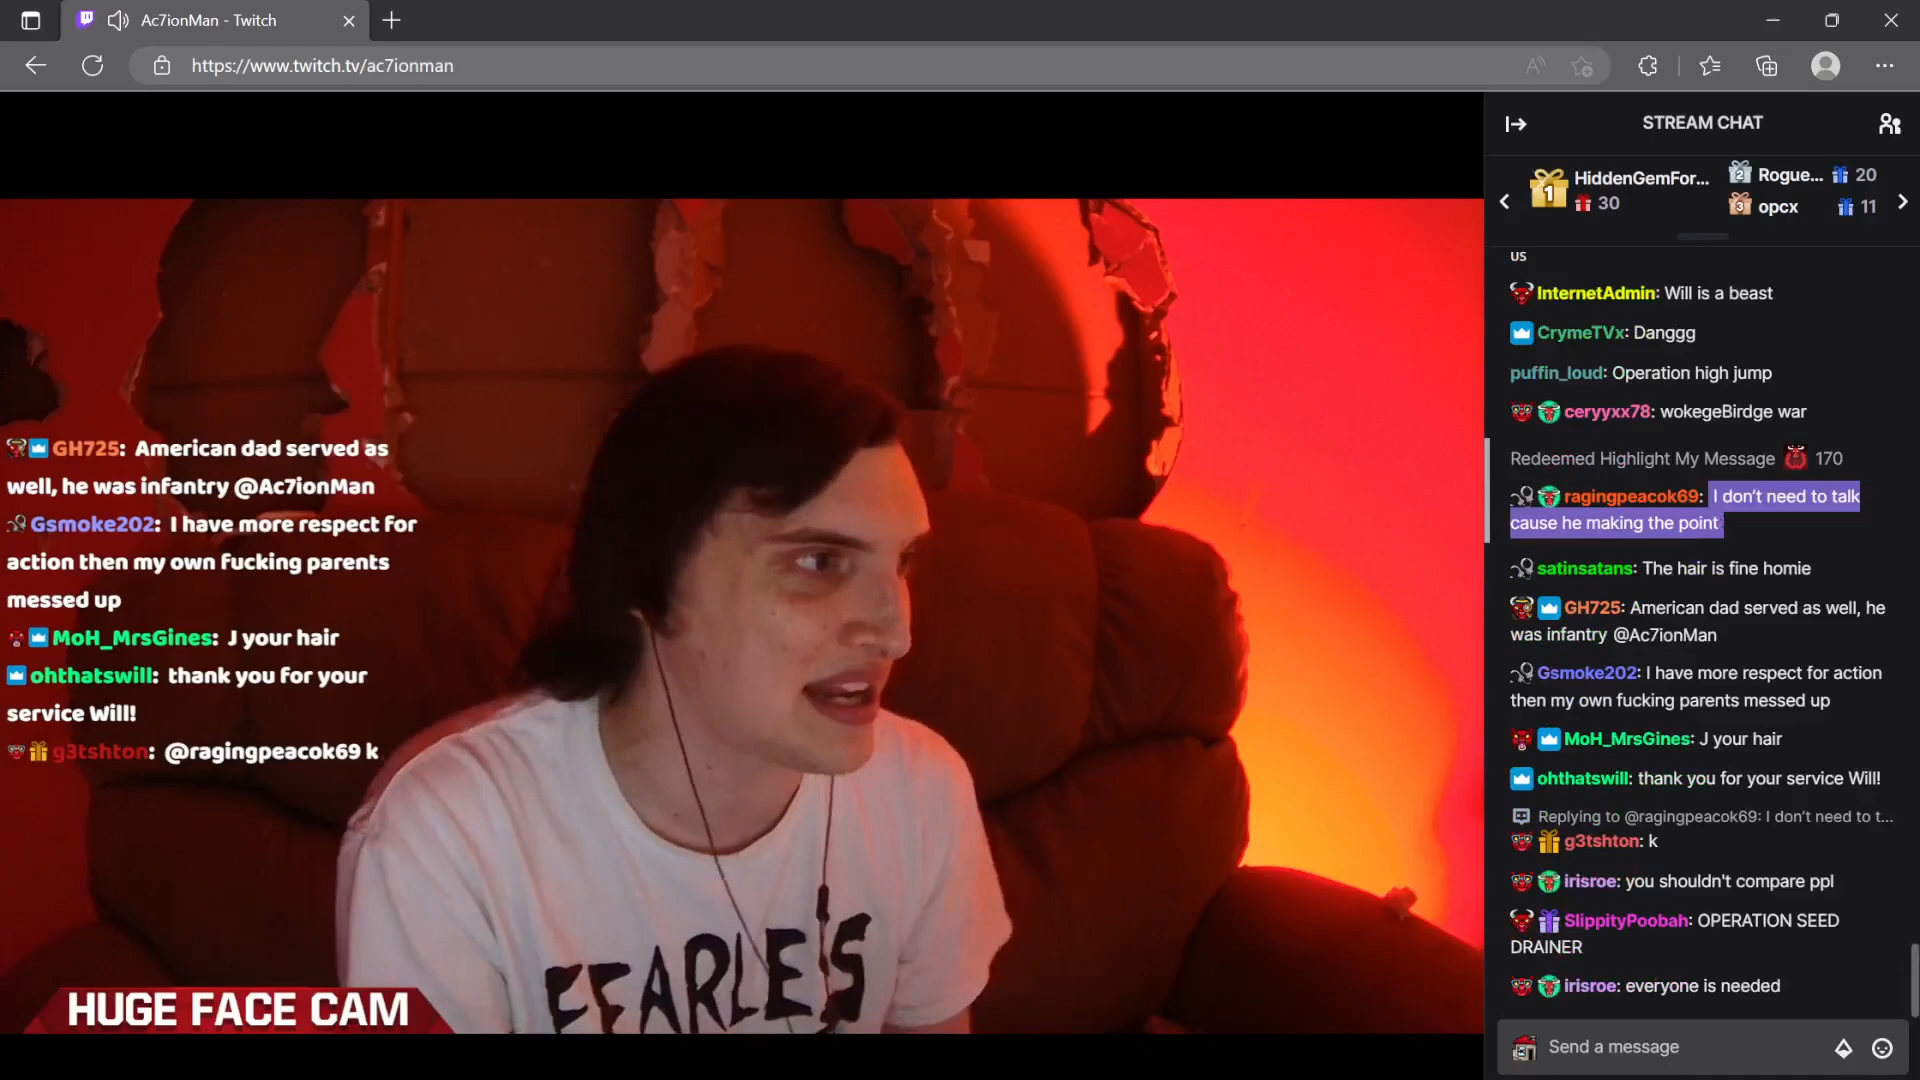 Ac7ionMan - Twitch
https://www.twitch.tv/ac7ionman
GH725: American dad served as
well, he was infantry @Ac7ionMan
Gsmoke202: I have more respect for
action then my own fucking parents
messed up
MoH_MrsGines: J your hair
ohthatswill: thank you for your
service Will!
g3tshton: @ragingpeacok69 k
FEARLE S
HUGE FACE CAM
STREAM CHAT
1 HiddenGemFor...
30
2 Rogue... 20
3 opcx 11
us
InternetAdmin: Will is a beast
CrymeTVx: Danggg
puffin_loud: Operation high jump
ceryyxx78: wokegeBirdge war
Redeemed Highlight My Message 170
ragingpeacok69: I don't need to talk
cause he making the point
satinsatans: The hair is fine homie
GH725: American dad served as well, he
was infantry @Ac7ionMan
Gsmoke202: I have more respect for action
then my own fucking parents messed up
MoH_MrsGines: J your hair
ohthatswill: thank you for your service Will!
Replying to @ragingpeacok69: I don't need to t...
g3tshton: k
irisroe: you shouldn't compare ppl
SlippityPoobah: OPERATION SEED
DRAINER
irisroe: everyone is needed
Send a message